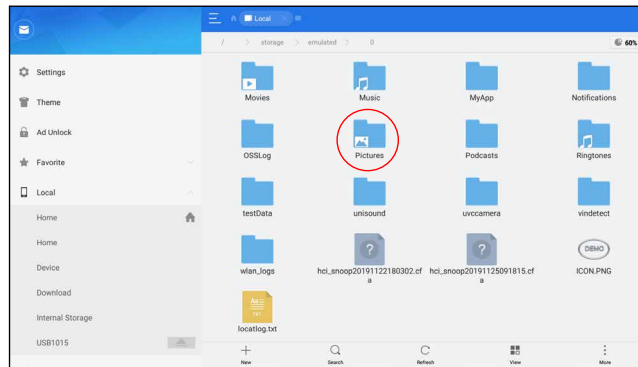 Local
/ > storage > emulated > 0
60%
Settings
Theme
Ad Unlock
Favorite
Local
Home
Home
Device
Download
Internal Storage
USB1015
Movies Music MyApp Notifications
OSSLog Pictures Podcasts Ringtones
testData unisound uvccamera vindetect
wlan_logs hci_snoop20191122180302.cf hci_snoop20191125091815.cf ICON.PNG
a a
DEMO
TXT
locatlog.txt
New Search Refresh View More